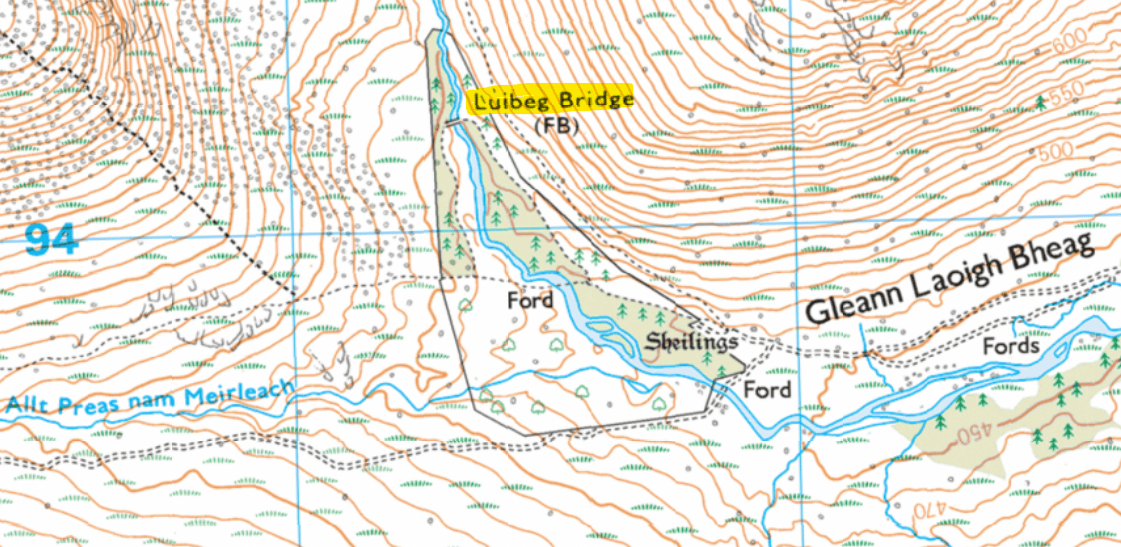 600
550
500
Luibeg Bridge
(FB)
94
Gleann Laoigh Bheag
Ford
Sheilings
Fords
Ford
Allt Preas nam Meirleach
450
470